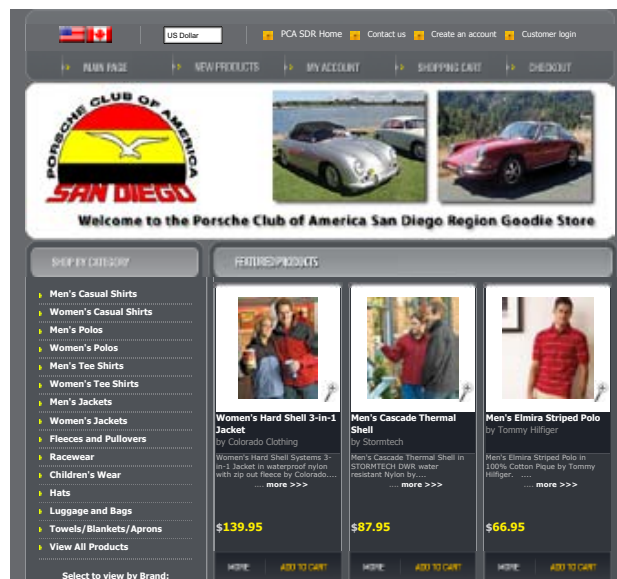 US Dollar
PCA SDR Home
Contact us
Create an account
Customer login
MAIN PAGE
NEW PRODUCTS
MY ACCOUNT
SHOPPING CART
CHECKOUT
PORSCHE CLUB OF AMERICA
SAN DIEGO
Welcome to the Porsche Club of America San Diego Region Goodie Store
SHOP BY CATEGORY
Men's Casual Shirts
Women's Casual Shirts
Men's Polos
Women's Polos
Men's Tee Shirts
Women's Tee Shirts
Men's Jackets
Women's Jackets
Fleeces and Pullovers
Racewear
Children's Wear
Hats
Luggage and Bags
Towels/Blankets/Aprons
View All Products
Select to view by Brand:
FEATURED PRODUCTS
Women's Hard Shell 3-in-1
Jacket
by Colorado Clothing
Women's Hard Shell Systems 3-
in-1 Jacket in waterproof nylon
with zip out fleece by Colorado....
.... more >>>
$139.95
MORE
ADD TO CART
Men's Cascade Thermal
Shell
by Stormtech
Men's Cascade Thermal Shell in
STORMTECH DWR water
resistant Nylon by....
.... more >>>
$87.95
MORE
ADD TO CART
Men's Elmira Striped Polo
by Tommy Hilfiger
Men's Elmira Striped Polo in
100% Cotton Pique by Tommy
Hilfiger. ....
.... more >>>
$66.95
MORE
ADD TO CART